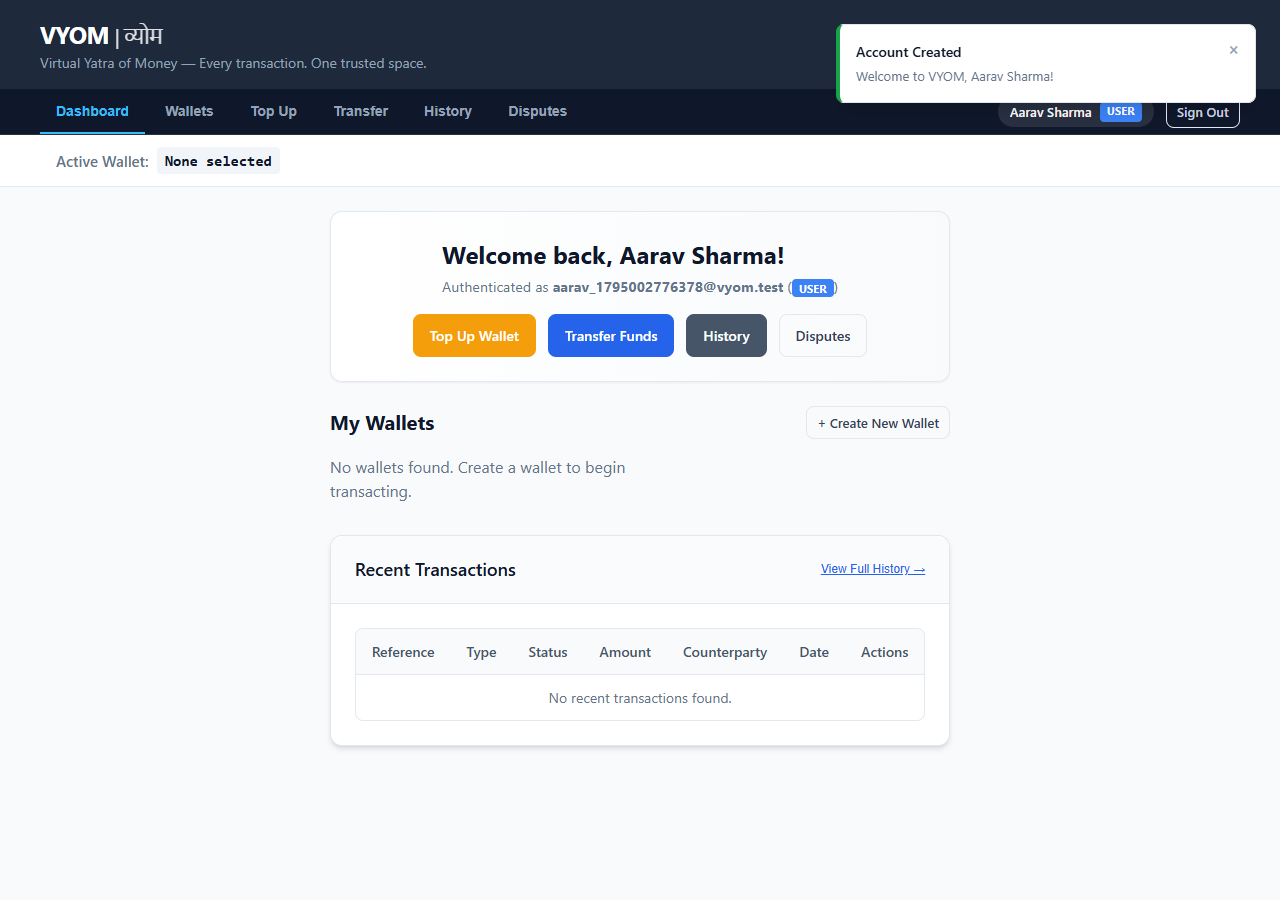 VYOM | व्योम
Virtual Yatra of Money — Every transaction. One trusted space.
Account Created
×
Welcome to VYOM, Aarav Sharma!
Dashboard Wallets Top Up Transfer History Disputes Aarav Sharma USER Sign Out
Active Wallet: None selected
Welcome back, Aarav Sharma!
Authenticated as aarav_1795002776378@vyom.test (USER)
Top Up Wallet Transfer Funds History Disputes
My Wallets + Create New Wallet
No wallets found. Create a wallet to begin
transacting.
Recent Transactions View Full History →
Reference Type Status Amount Counterparty Date Actions
No recent transactions found.